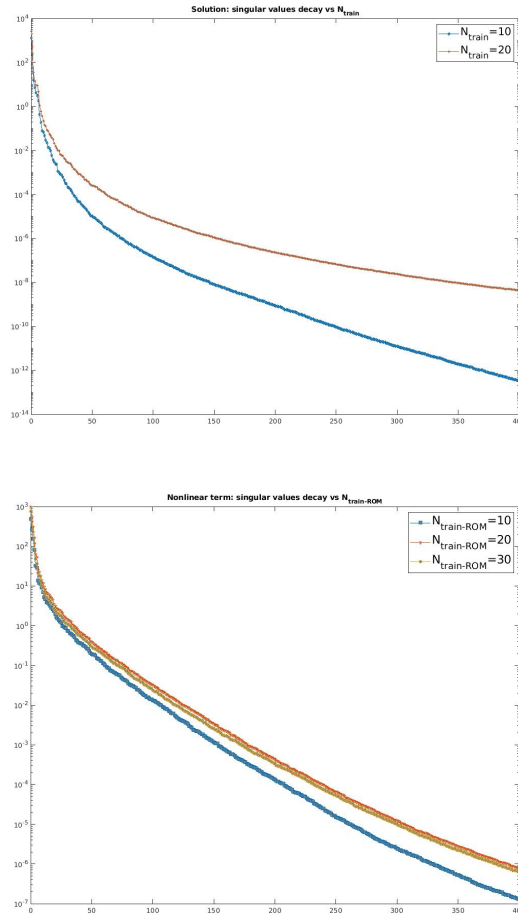 Solution: singular values decay vs N_train
N_train=10
N_train=20
10^4
10^2
10^0
10^-2
10^-4
10^-6
10^-8
10^-10
10^-12
10^-14
0 50 100 150 200 250 300 350 400
Nonlinear term: singular values decay vs N_train-ROM
N_train-ROM=10
N_train-ROM=20
N_train-ROM=30
10^3
10^2
10^1
10^0
10^-1
10^-2
10^-3
10^-4
10^-5
10^-6
10^-7
0 50 100 150 200 250 300 350 400